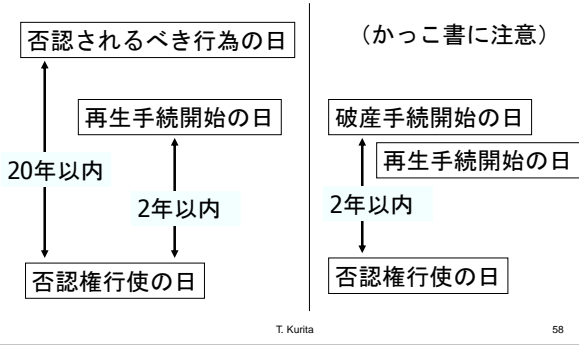 否認されるべき行為の日
再生手続開始の日
20年以内
2年以内
否認権行使の日
（かっこ書に注意）
破産手続開始の日
再生手続開始の日
2年以内
否認権行使の日
T. Kurita
58